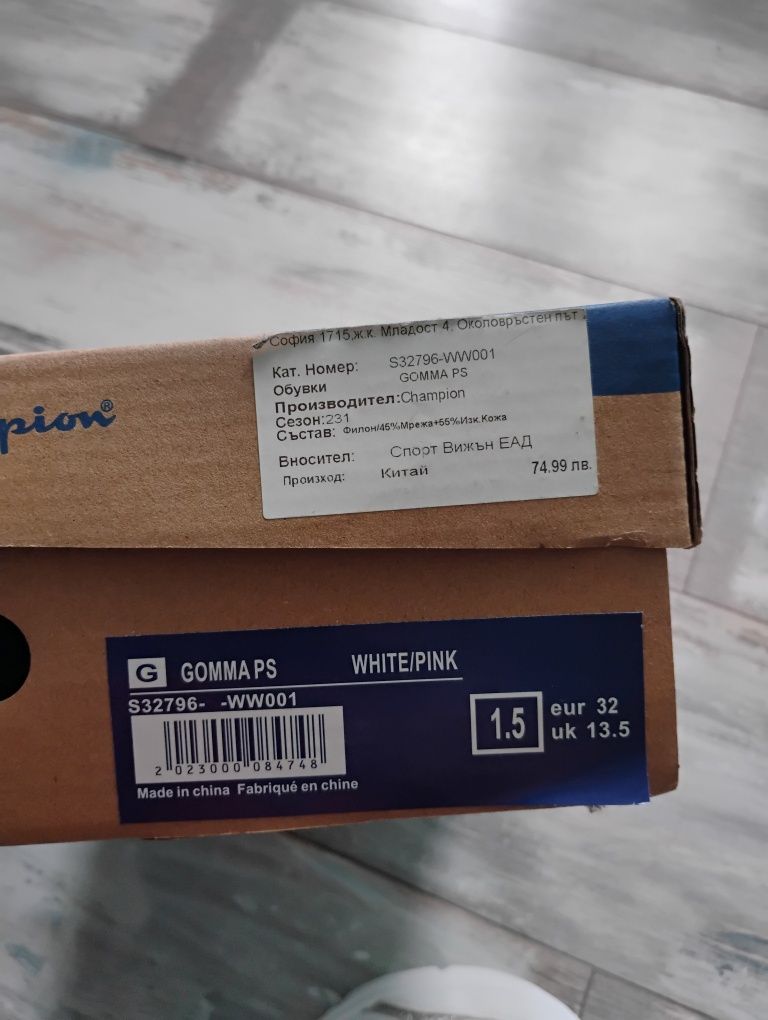 София 1715,ж.к. Младост 4, Околовръстен път
Кат. Номер: S32796-WW001
Обувки GOMMA PS
Производител:Champion
Сезон:231
Състав: Филон/45%Мрежа+55%Изк.Кожа
Вносител: Спорт Вижън ЕАД
Произход: Китай 74.99 лв.
pion®
G GOMMA PS WHITE/PINK
S32796- -WW001
1.5 eur 32
uk 13.5
2 023000 084748
Made in china Fabriqué en chine